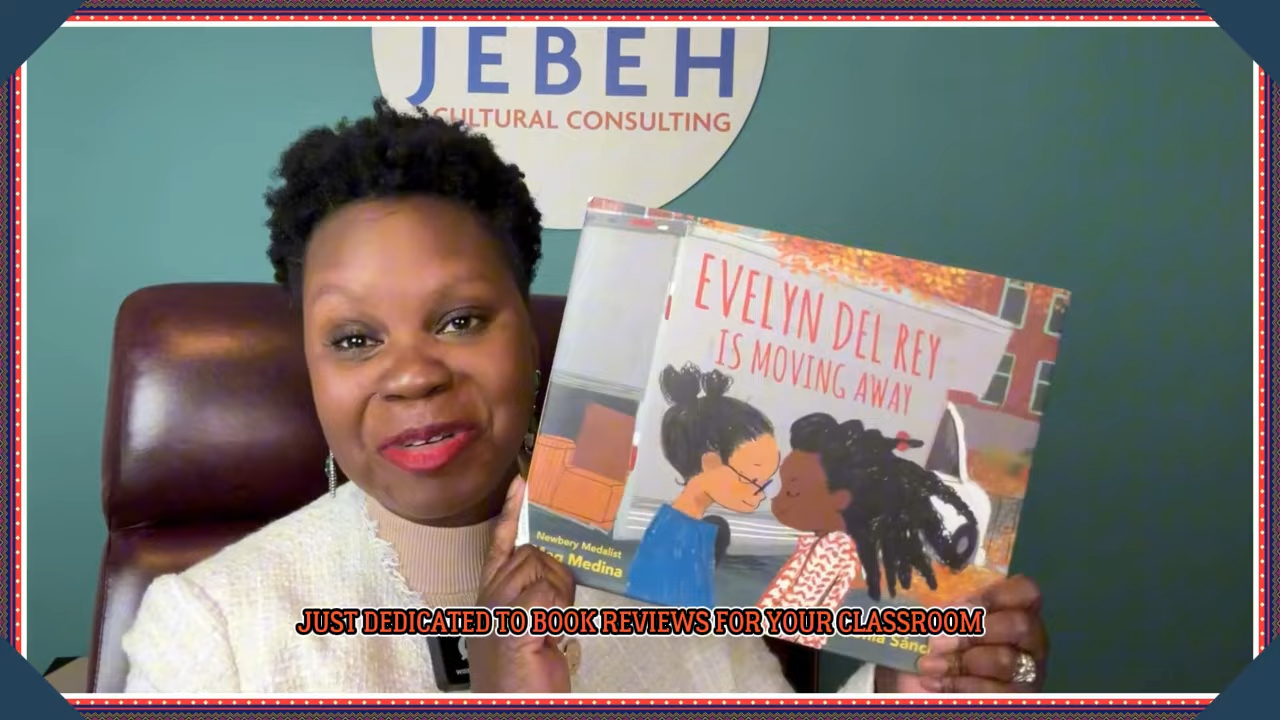 JEBEH
CULTURAL CONSULTING
EVELYN DEL REY
IS MOVING AWAY
Newbery Medalist
Meg Medina
JUST DEDICATED TO BOOK REVIEWS FOR YOUR CLASSROOM